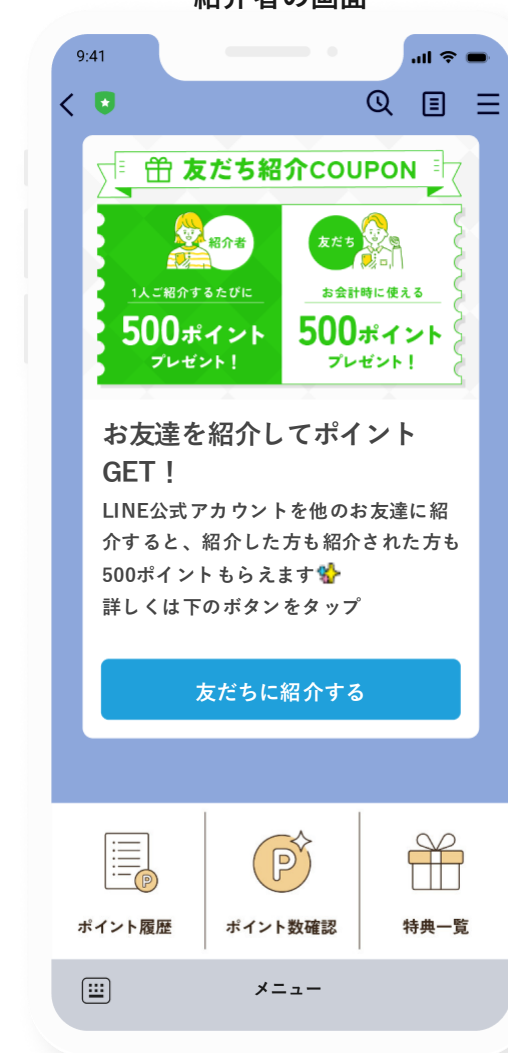 紹介者の画面
9:41
友だち紹介COUPON
紹介者
1人ご紹介するたびに
500ポイント
プレゼント！
友だち
お会計時に使える
500ポイント
プレゼント！
お友達を紹介してポイント
GET！
LINE公式アカウントを他のお友達に紹
介すると、紹介した方も紹介された方も
500ポイントもらえます
詳しくは下のボタンをタップ
友だちに紹介する
P
P
ポイント履歴
ポイント数確認
特典一覧
メニュー